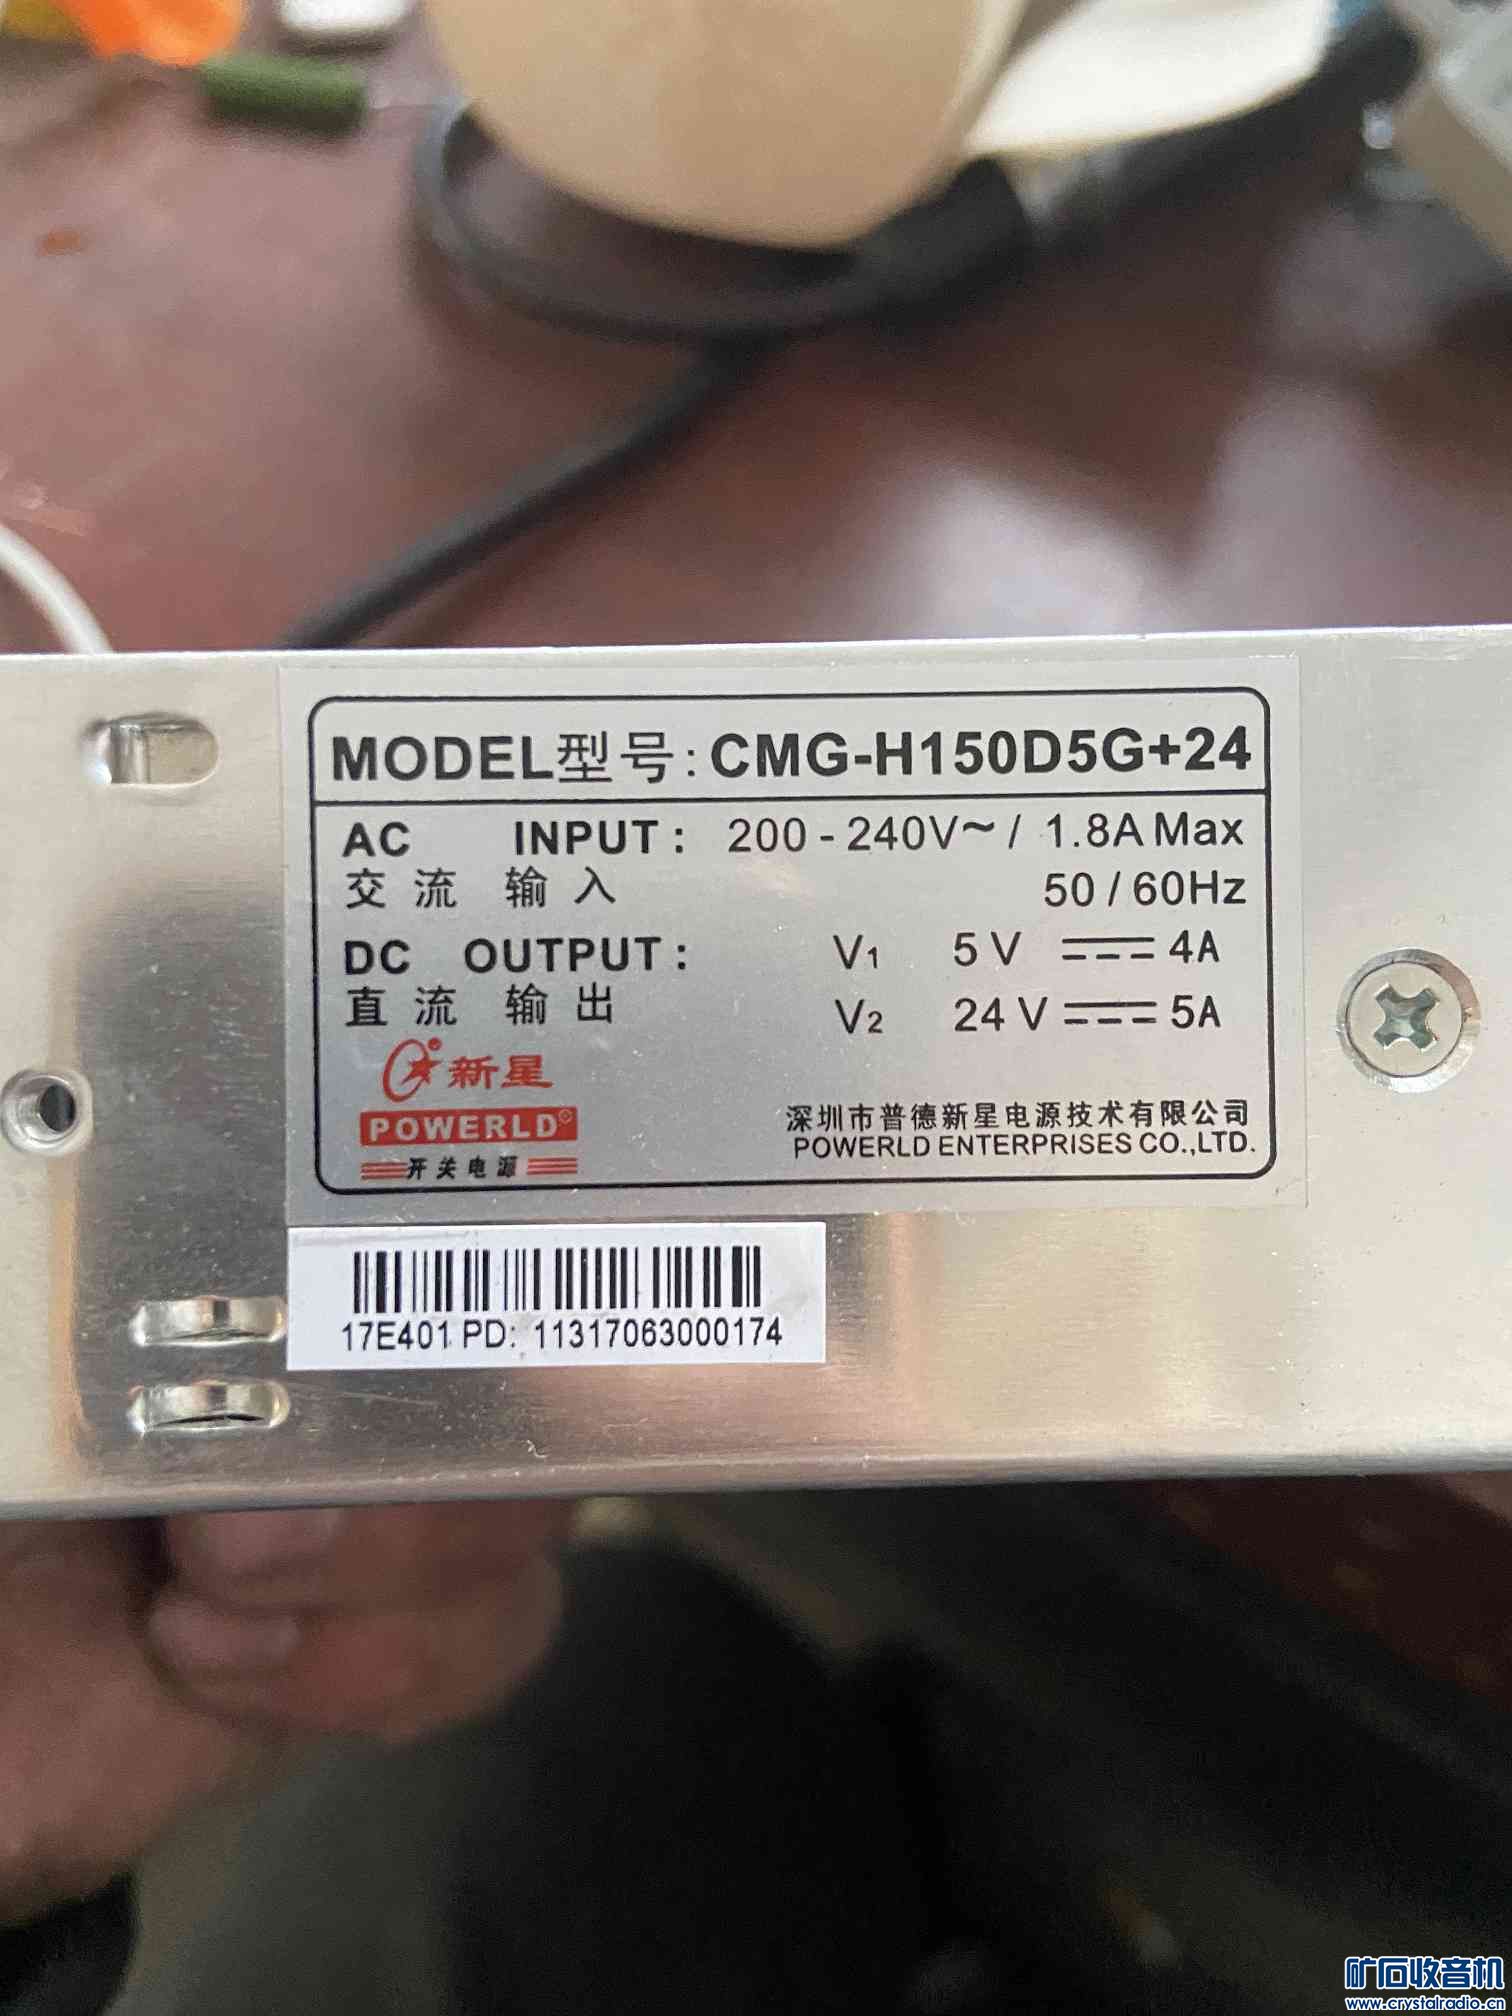 MODEL型号: CMG-H150D5G+24
AC INPUT: 200-240V~/ 1.8A Max
交流 输入 50/60Hz
DC OUTPUT: V1 5V ⎓ 4A
直流 输出 V2 24V ⎓ 5A
新星
POWERLD®
开关电源
深圳市普德新星电源技术有限公司
POWERLD ENTERPRISES CO.,LTD.
17E401 PD: 11317063000174
矿石收音机
www.crystalradio.cn